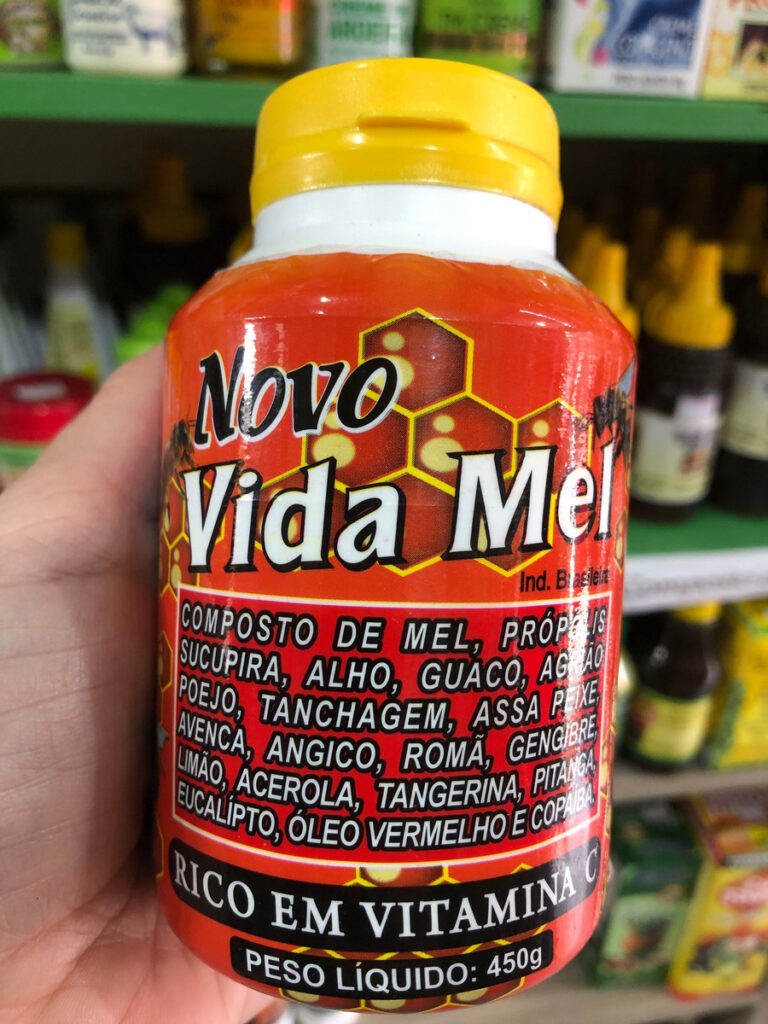 Novo
Vida Mel
Ind. Brasileira
COMPOSTO DE MEL, PRÓPOLIS
SUCUPIRA, ALHO, GUACO, AGRIÃO
POEJO, TANCHAGEM, ASSA PEIXE,
AVENCA, ANGICO, ROMÃ, GENGIBRE,
LIMÃO, ACEROLA, TANGERINA, PITANGA,
EUCALÍPTO, ÓLEO VERMELHO E COPAÍBA.
RICO EM VITAMINA C
PESO LÍQUIDO: 450g